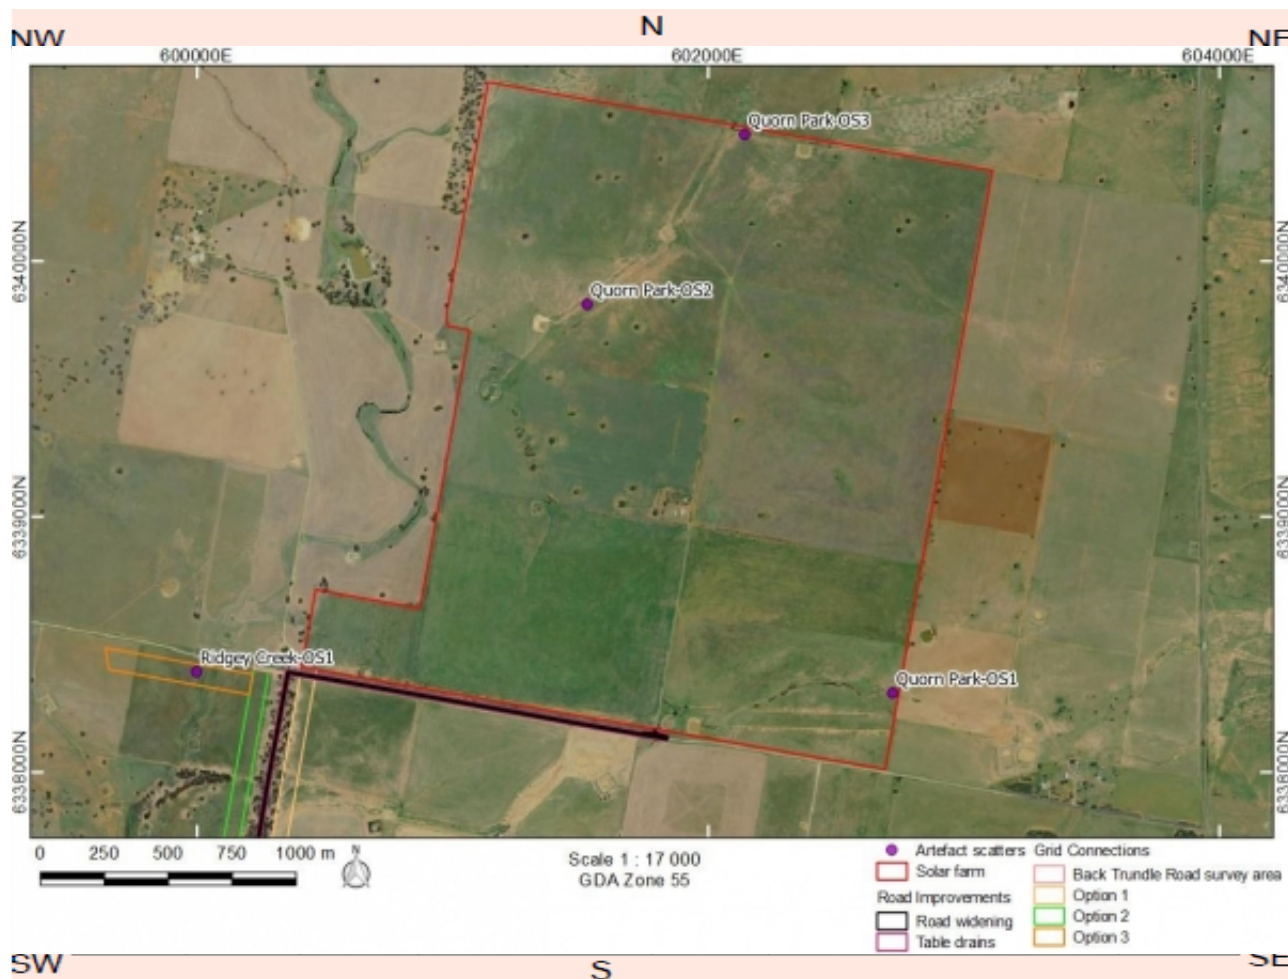 NW N NE
600000E 602000E 604000E
Quorn Park-OS3
6340000N 6340000N
Quorn Park-OS2
6339000N 6339000N
Ridgey Creek-OS1
Quorn Park-OS1
6338000N 6338000N
0 250 500 750 1000 m N
Scale 1 : 17 000
GDA Zone 55
Artefact scatters
Solar farm
Road Improvements
Road widening
Table drains
Grid Connections
Back Trundle Road survey area
Option 1
Option 2
Option 3
SW S SE